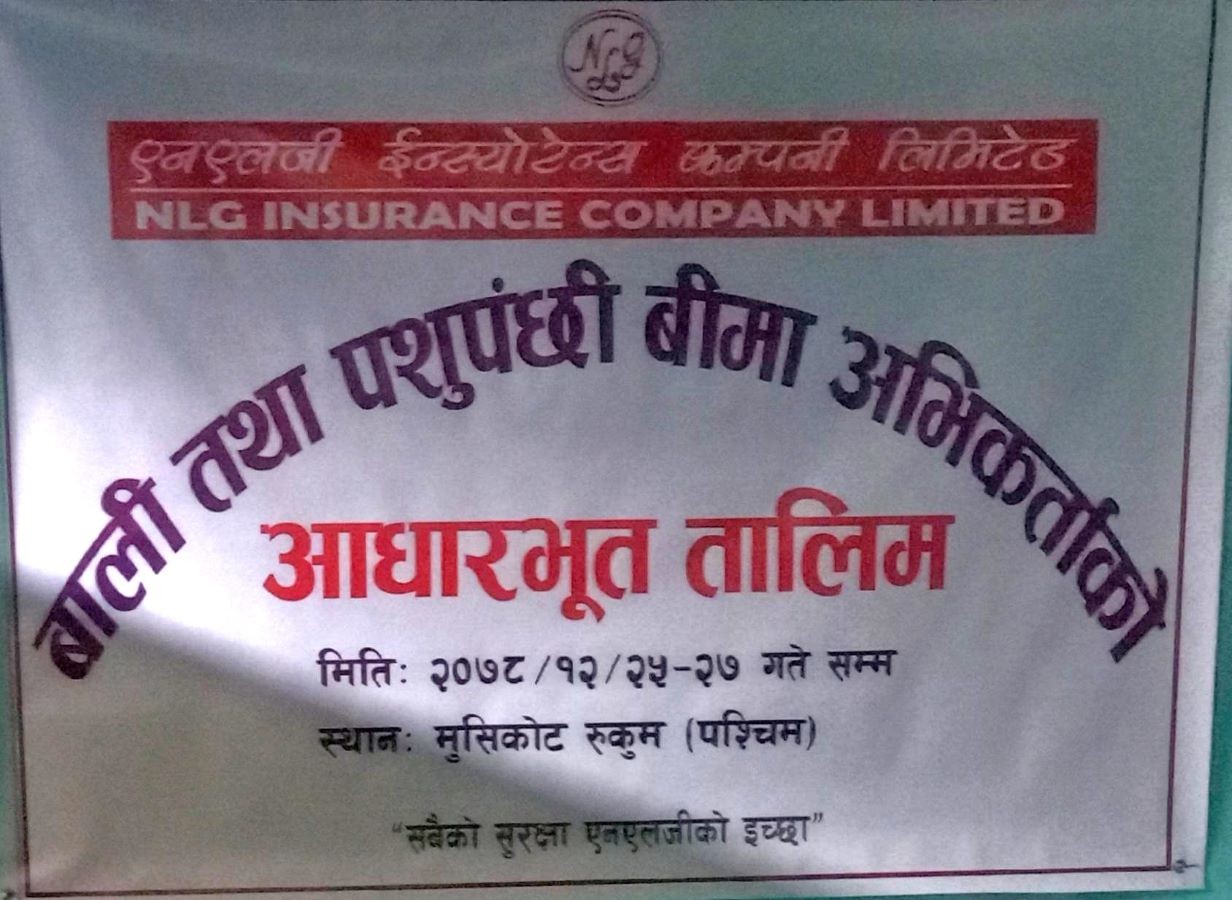 NLG
एनएलजी ईन्स्योरेन्स कम्पनी लिमिटेड
NLG INSURANCE COMPANY LIMITED
बाली तथा पशुपंछी बीमा अभिकर्ताको
आधारभूत तालिम
मितिः २०७८/१२/२५-२७ गते सम्म
स्थानः मुसिकोट रुकुम (पश्चिम)
“सबैको सुरक्षा एनएलजीको इच्छा”